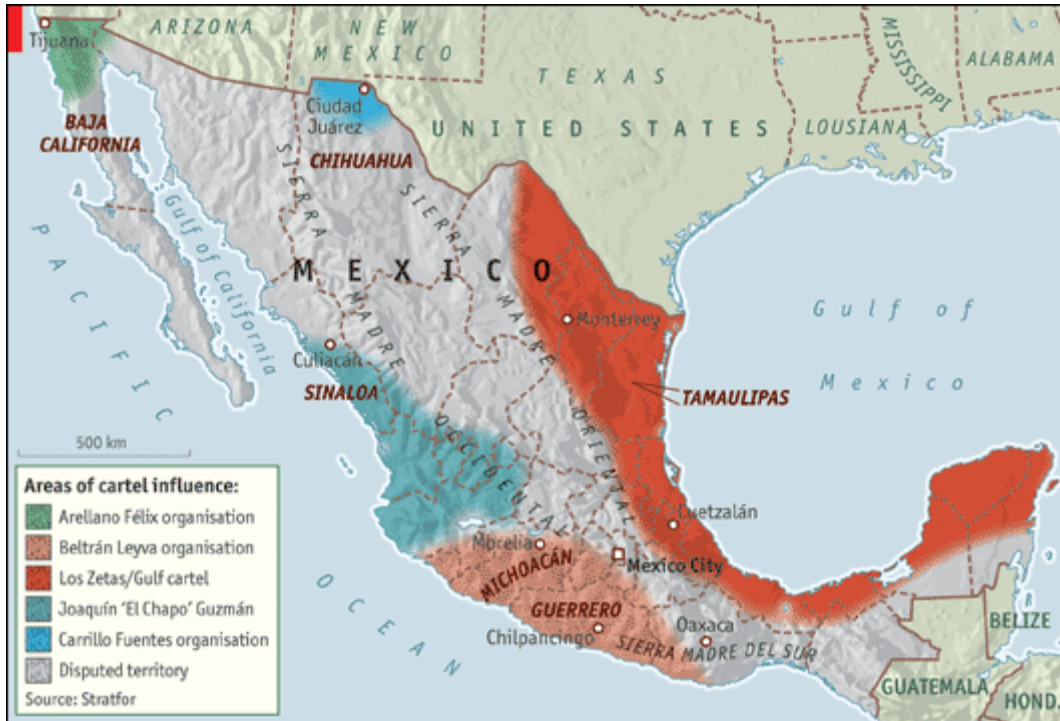 Tijuana
ARIZONA
NEW
MEXICO
TEXAS
MISSISSIPPI
ALABAMA
LOUSIANA
UNITED STATES
Ciudad
Juárez
CHIHUAHUA
BAJA
CALIFORNIA
Gulf of California
PACIFIC
OCEAN
SIERRA
MADRE
OCCIDENTAL
SIERRA
MADRE
ORIENTAL
MEXICO
Monterrey
Gulf of
Mexico
Culiacán
SINALOA
TAMAULIPAS
Cuetzalán
Morelia
MICHOACÁN
Mexico City
GUERRERO
Chilpancingo
Oaxaca
SIERRA MADRE DEL SUR
BELIZE
GUATEMALA
HOND.
500 km
Areas of cartel influence:
Arellano Félix organisation
Beltrán Leyva organisation
Los Zetas/Gulf cartel
Joaquín ‘El Chapo’ Guzmán
Carrillo Fuentes organisation
Disputed territory
Source: Stratfor